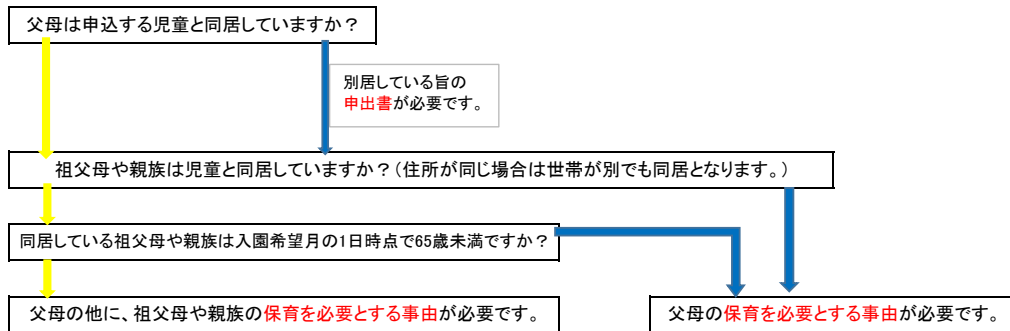 父母は申込する児童と同居していますか？
別居している旨の
申出書が必要です。
祖父母や親族は児童と同居していますか？（住所が同じ場合は世帯が別でも同居となります。）
同居している祖父母や親族は入園希望月の1日時点で65歳未満ですか？
父母の他に、祖父母や親族の保育を必要とする事由が必要です。
父母の保育を必要とする事由が必要です。